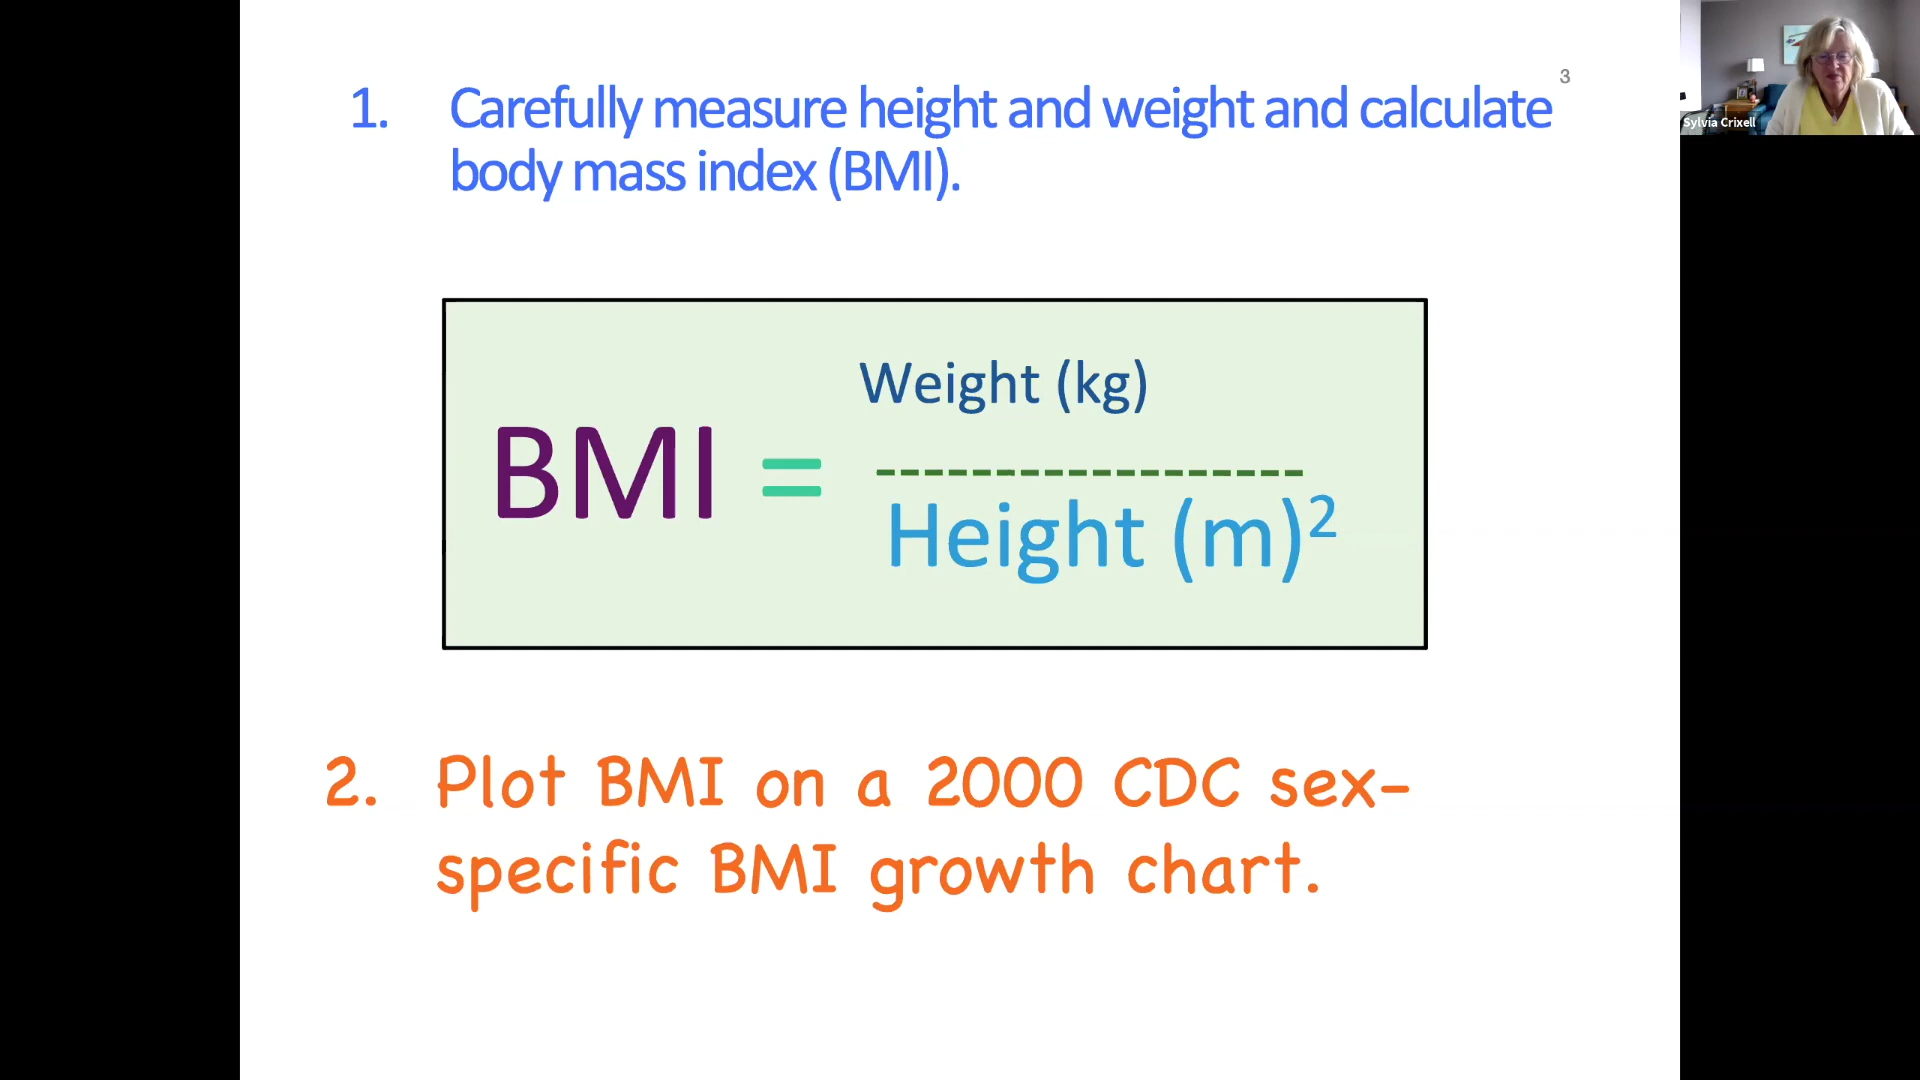 3
1. Carefully measure height and weight and calculate
body mass index (BMI).
Weight (kg)
BMI = --------------------
Height (m)²
2. Plot BMI on a 2000 CDC sex-
specific BMI growth chart.
Sylvia Crixell